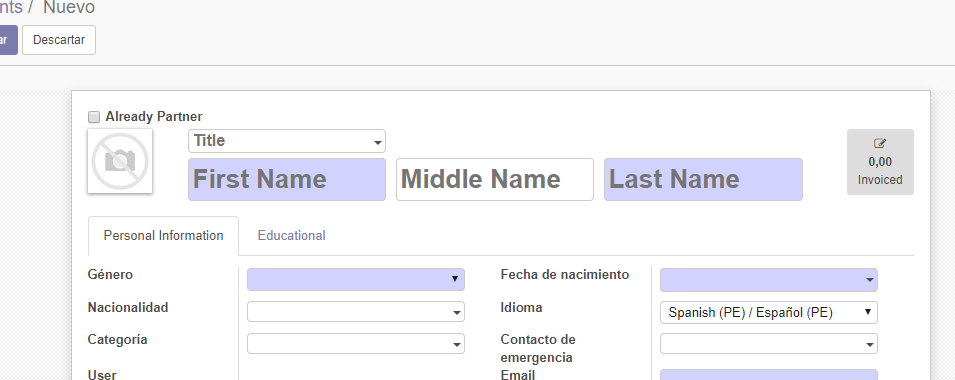 nts / Nuevo
ar Descartar
Already Partner
Title
First Name Middle Name Last Name
0,00
Invoiced
Personal Information Educational
Género Fecha de nacimiento
Nacionalidad Idioma Spanish (PE) / Español (PE)
Categoría Contacto de
emergencia
User Email